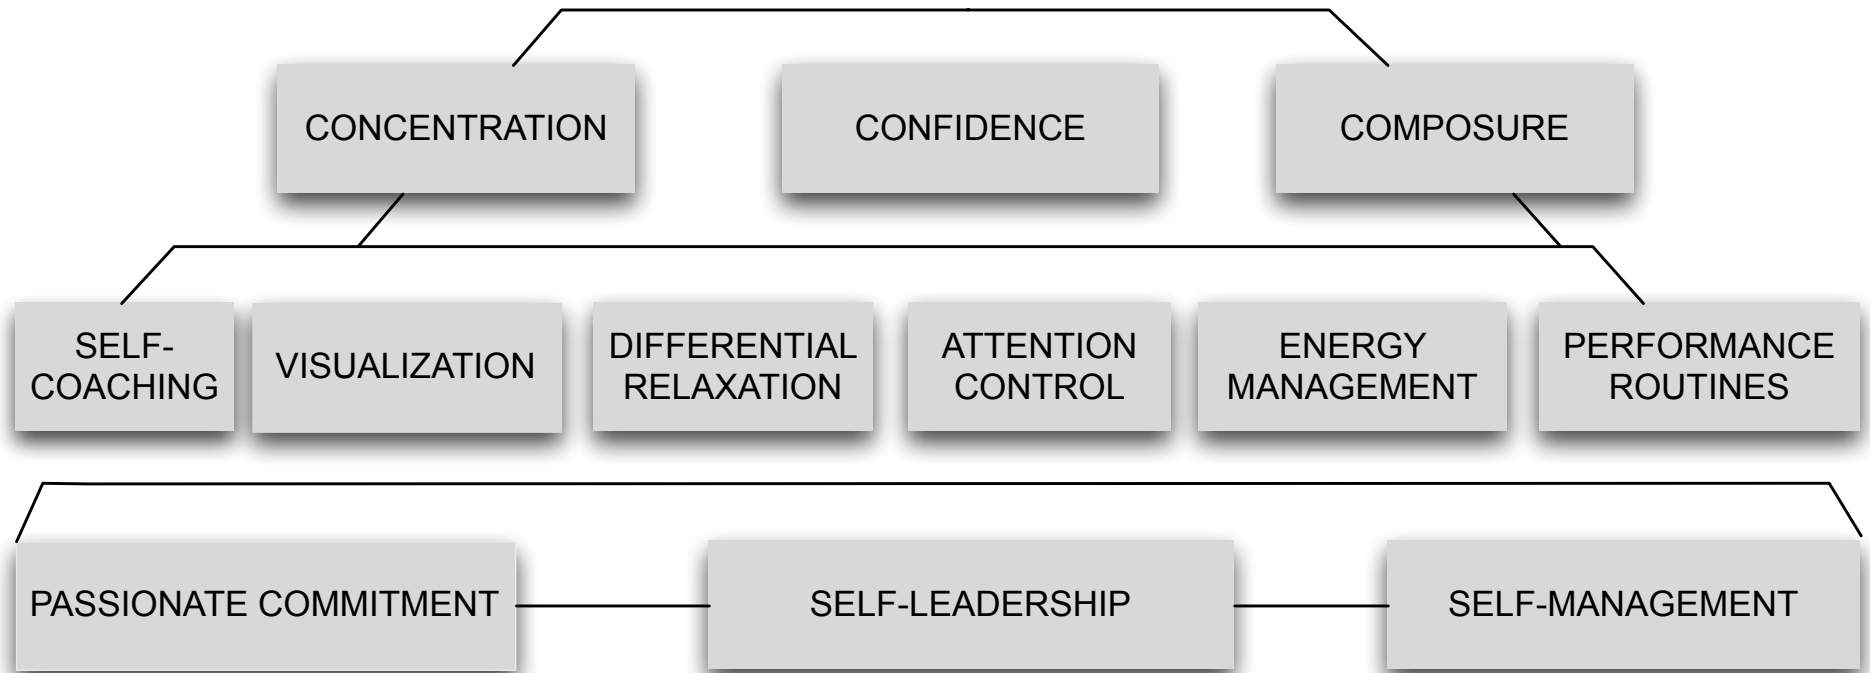 CONCENTRATION
CONFIDENCE
COMPOSURE
SELF-
COACHING
VISUALIZATION
DIFFERENTIAL
RELAXATION
ATTENTION
CONTROL
ENERGY
MANAGEMENT
PERFORMANCE
ROUTINES
PASSIONATE COMMITMENT
SELF-LEADERSHIP
SELF-MANAGEMENT